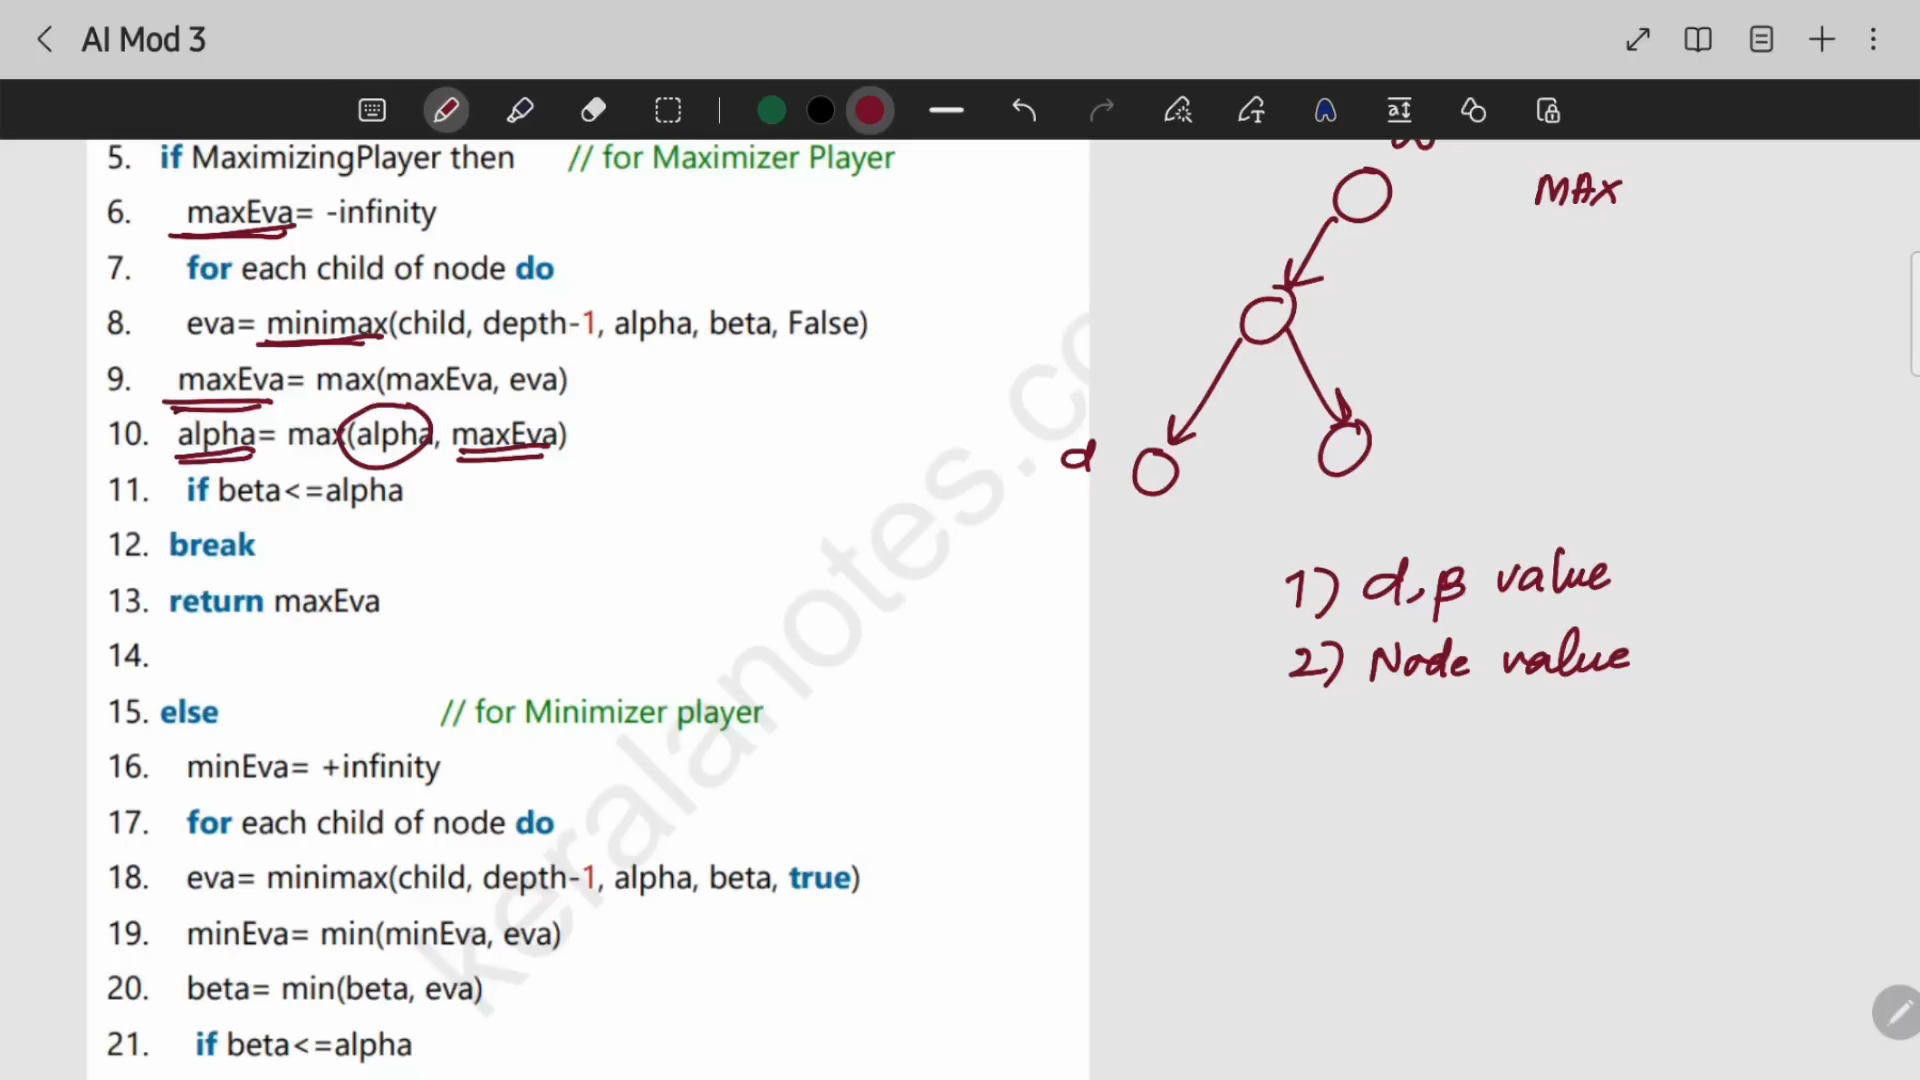 AI Mod 3
5. if MaximizingPlayer then // for Maximizer Player
6. maxEva= -infinity
7. for each child of node do
8. eva= minimax(child, depth-1, alpha, beta, False)
9. maxEva= max(maxEva, eva)
10. alpha= max(alpha, maxEva)
11. if beta<=alpha
12. break
13. return maxEva
14.
15. else // for Minimizer player
16. minEva= +infinity
17. for each child of node do
18. eva= minimax(child, depth-1, alpha, beta, true)
19. minEva= min(minEva, eva)
20. beta= min(beta, eva)
21. if beta<=alpha
keralanotes.co
MAX
α
1) α, β value
2) Node value